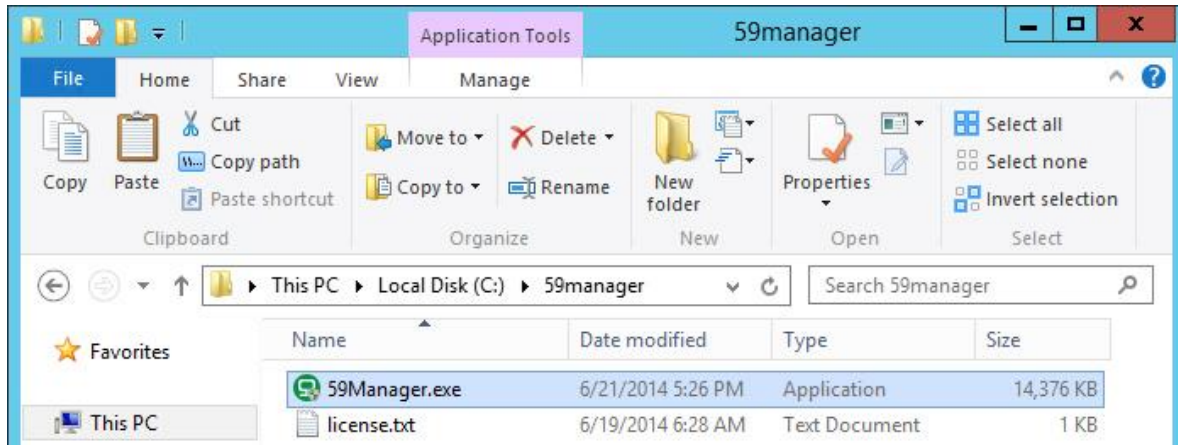 Application Tools 59manager
File Home Share View Manage
Copy Paste Cut Copy path Paste shortcut
Clipboard
Move to Copy to Delete Rename
Organize
New folder
New
Properties
Open
Select all
Select none
Invert selection
Select
This PC Local Disk (C:) 59manager Search 59manager
Favorites
This PC
Name Date modified Type Size
59Manager.exe 6/21/2014 5:26 PM Application 14,376 KB
license.txt 6/19/2014 6:28 AM Text Document 1 KB